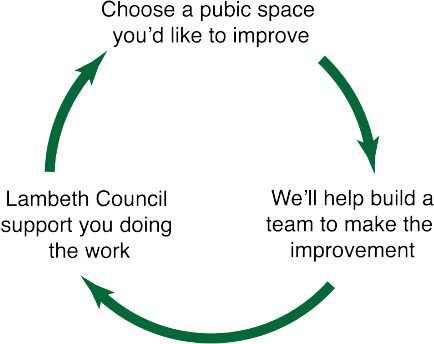 Choose a pubic space
you’d like to improve
We’ll help build a
team to make the
improvement
Lambeth Council
support you doing
the work